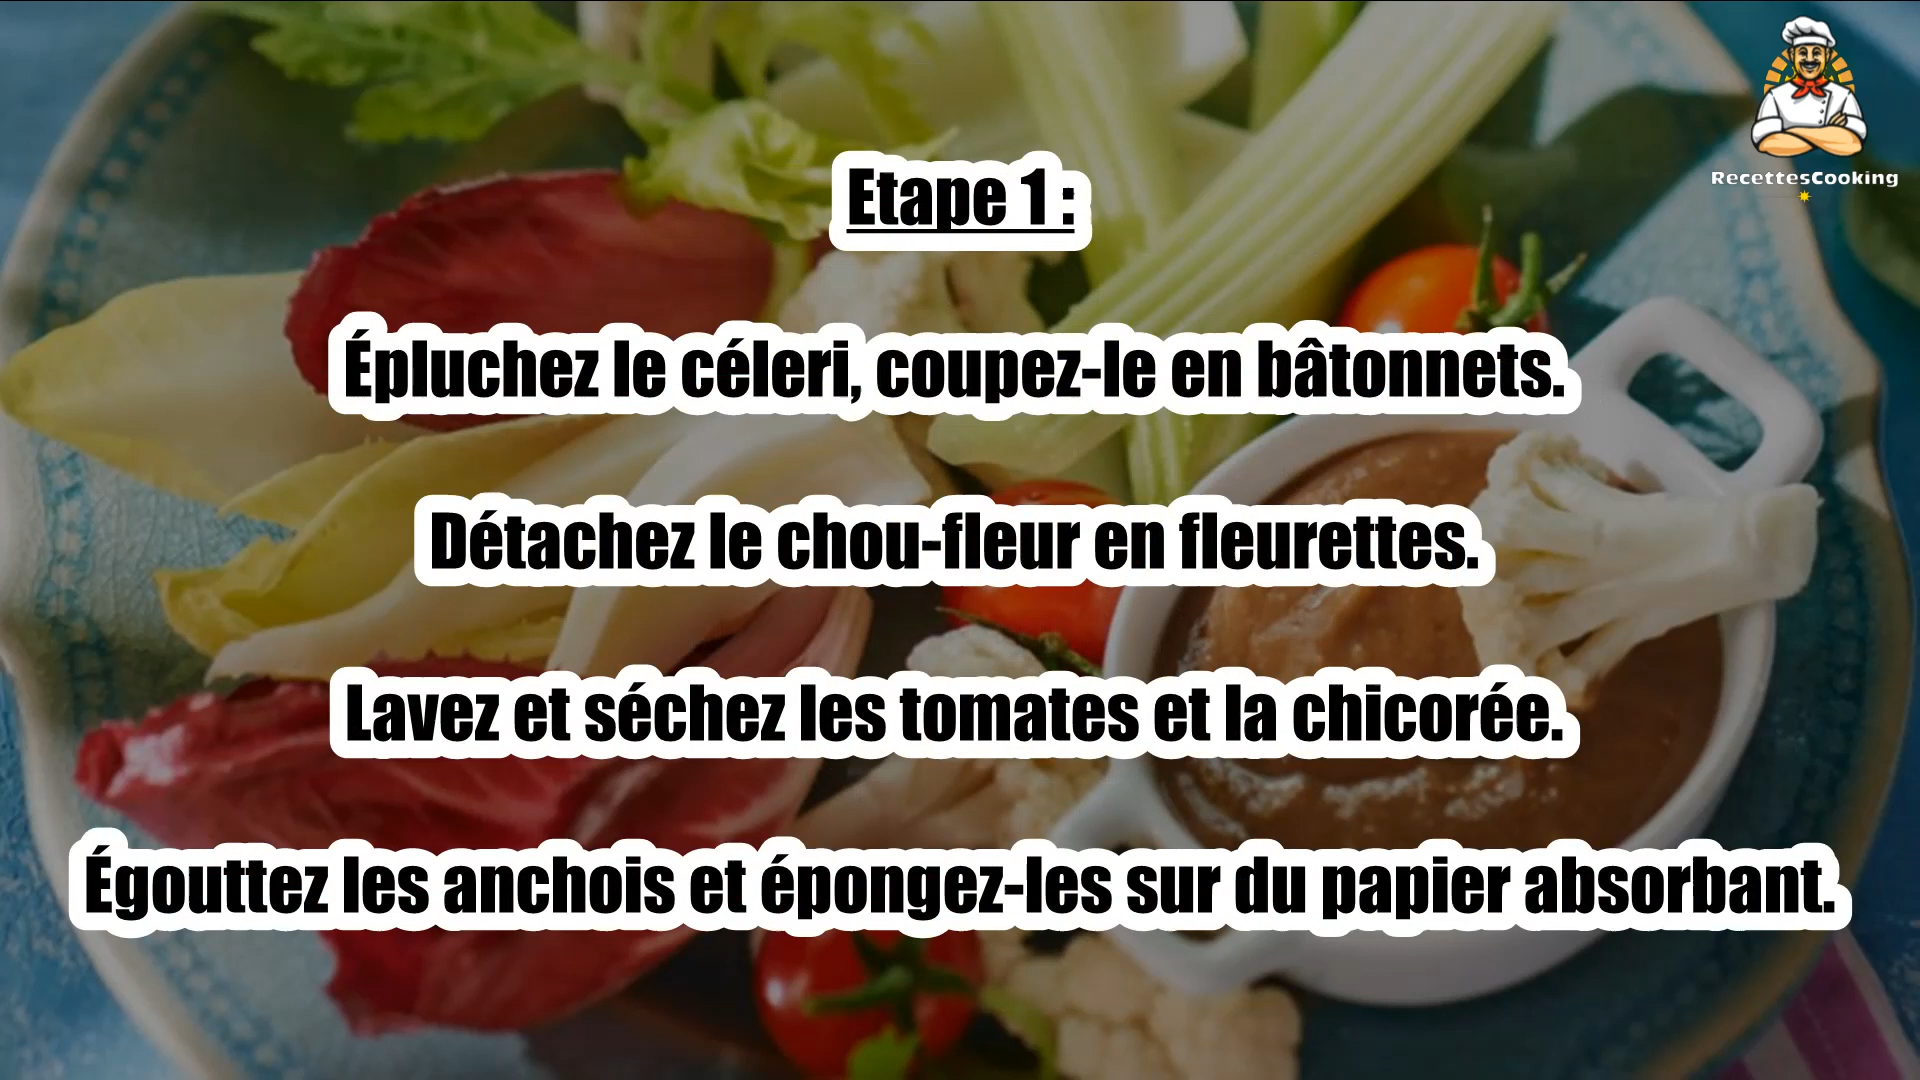 RecettesCooking
Etape 1 :
Épluchez le céleri, coupez-le en bâtonnets.
Détachez le chou-fleur en fleurettes.
Lavez et séchez les tomates et la chicorée.
Égouttez les anchois et épongez-les sur du papier absorbant.